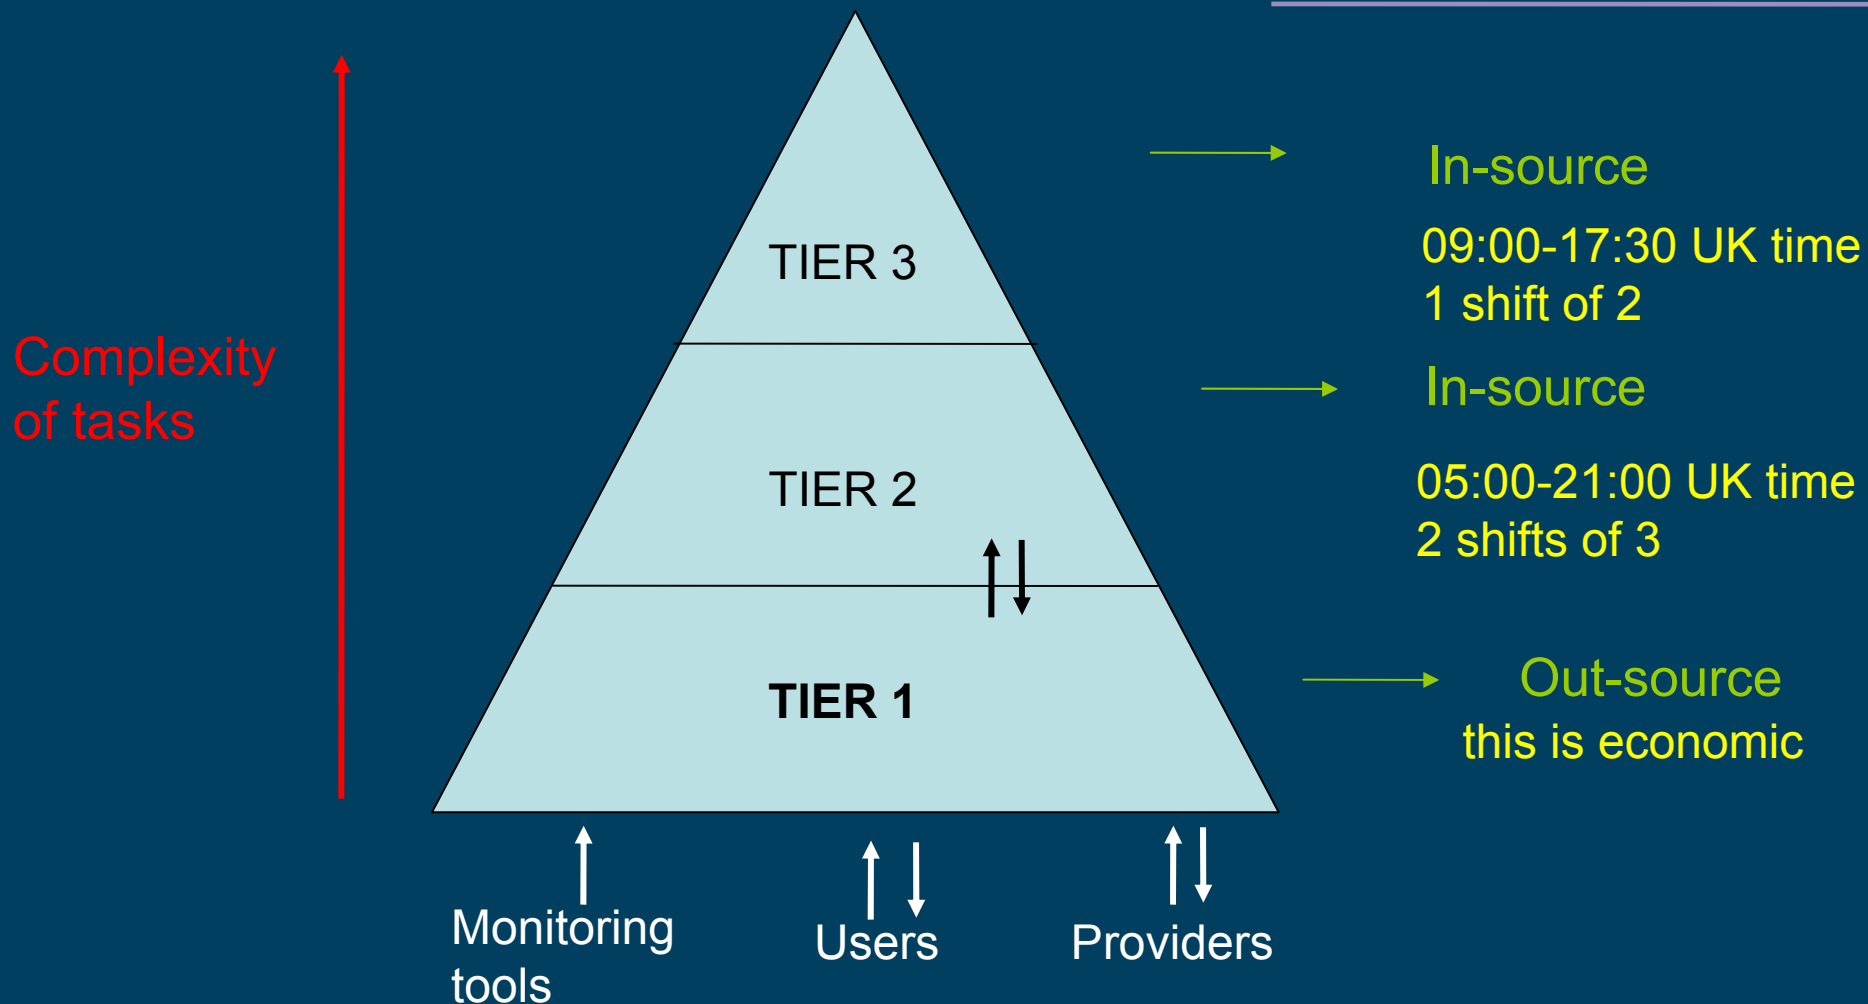 In-source
09:00-17:30 UK time
1 shift of 2
TIER 3
Complexity
of tasks
In-source
05:00-21:00 UK time
2 shifts of 3
TIER 2
Out-source
this is economic
TIER 1
Monitoring
tools
Users
Providers